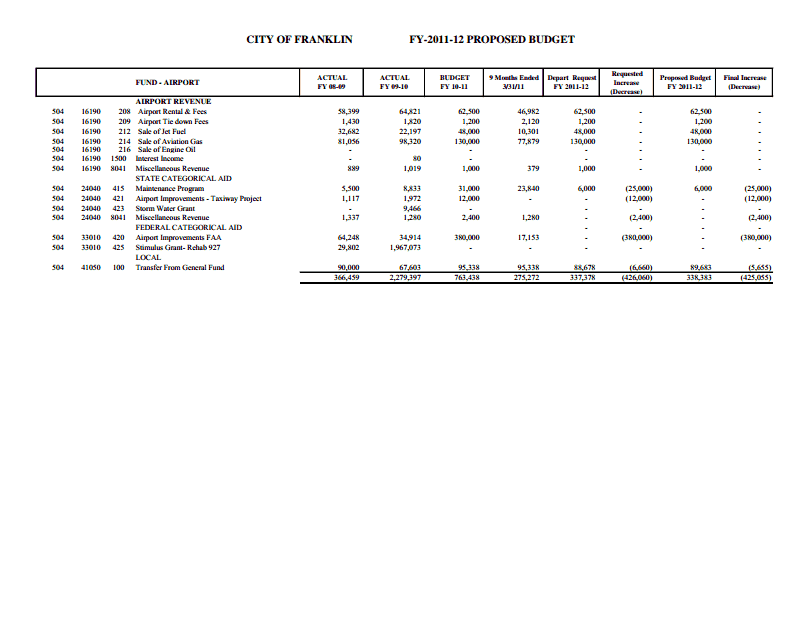 CITY OF FRANKLIN FY-2011-12 PROPOSED BUDGET
FUND - AIRPORT ACTUAL FY 08-09 ACTUAL FY 09-10 BUDGET FY 10-11 9 Months Ended 3/31/11 Depart Request FY 2011-12 Requested Increase (Decrease) Proposed Budget FY 2011-12 Final Increase (Decrease)
AIRPORT REVENUE
504 16190 208 Airport Rental & Fees 58,399 64,821 62,500 46,982 62,500 - 62,500 -
504 16190 209 Airport Tie down Fees 1,430 1,820 1,200 2,120 1,200 - 1,200 -
504 16190 212 Sale of Jet Fuel 32,682 22,197 48,000 10,301 48,000 - 48,000 -
504 16190 214 Sale of Aviation Gas 81,056 98,320 130,000 77,879 130,000 - 130,000 -
504 16190 216 Sale of Engine Oil - - - - -
504 16190 1500 Interest Income - 80 - - - -
504 16190 8041 Miscellaneous Revenue 889 1,019 1,000 379 1,000 - 1,000 -
STATE CATEGORICAL AID - - - -
504 24040 415 Maintenance Program 5,500 8,833 31,000 23,840 6,000 (25,000) 6,000 (25,000)
504 24040 421 Airport Improvements - Taxiway Project 1,117 1,972 12,000 - - (12,000) - (12,000)
504 24040 423 Storm Water Grant - 9,466 - - - -
504 24040 8041 Miscellaneous Revenue 1,337 1,280 2,400 1,280 - (2,400) - (2,400)
FEDERAL CATEGORICAL AID - - - -
504 33010 420 Airport Improvements FAA 64,248 34,914 380,000 17,153 - (380,000) - (380,000)
504 33010 425 Stimulus Grant- Rehab 927 29,802 1,967,073 - - - - - -
LOCAL
504 41050 100 Transfer From General Fund 90,000 67,603 95,338 95,338 88,678 (6,660) 89,683 (5,655)
366,459 2,279,397 763,438 275,272 337,378 (426,060) 338,383 (425,055)